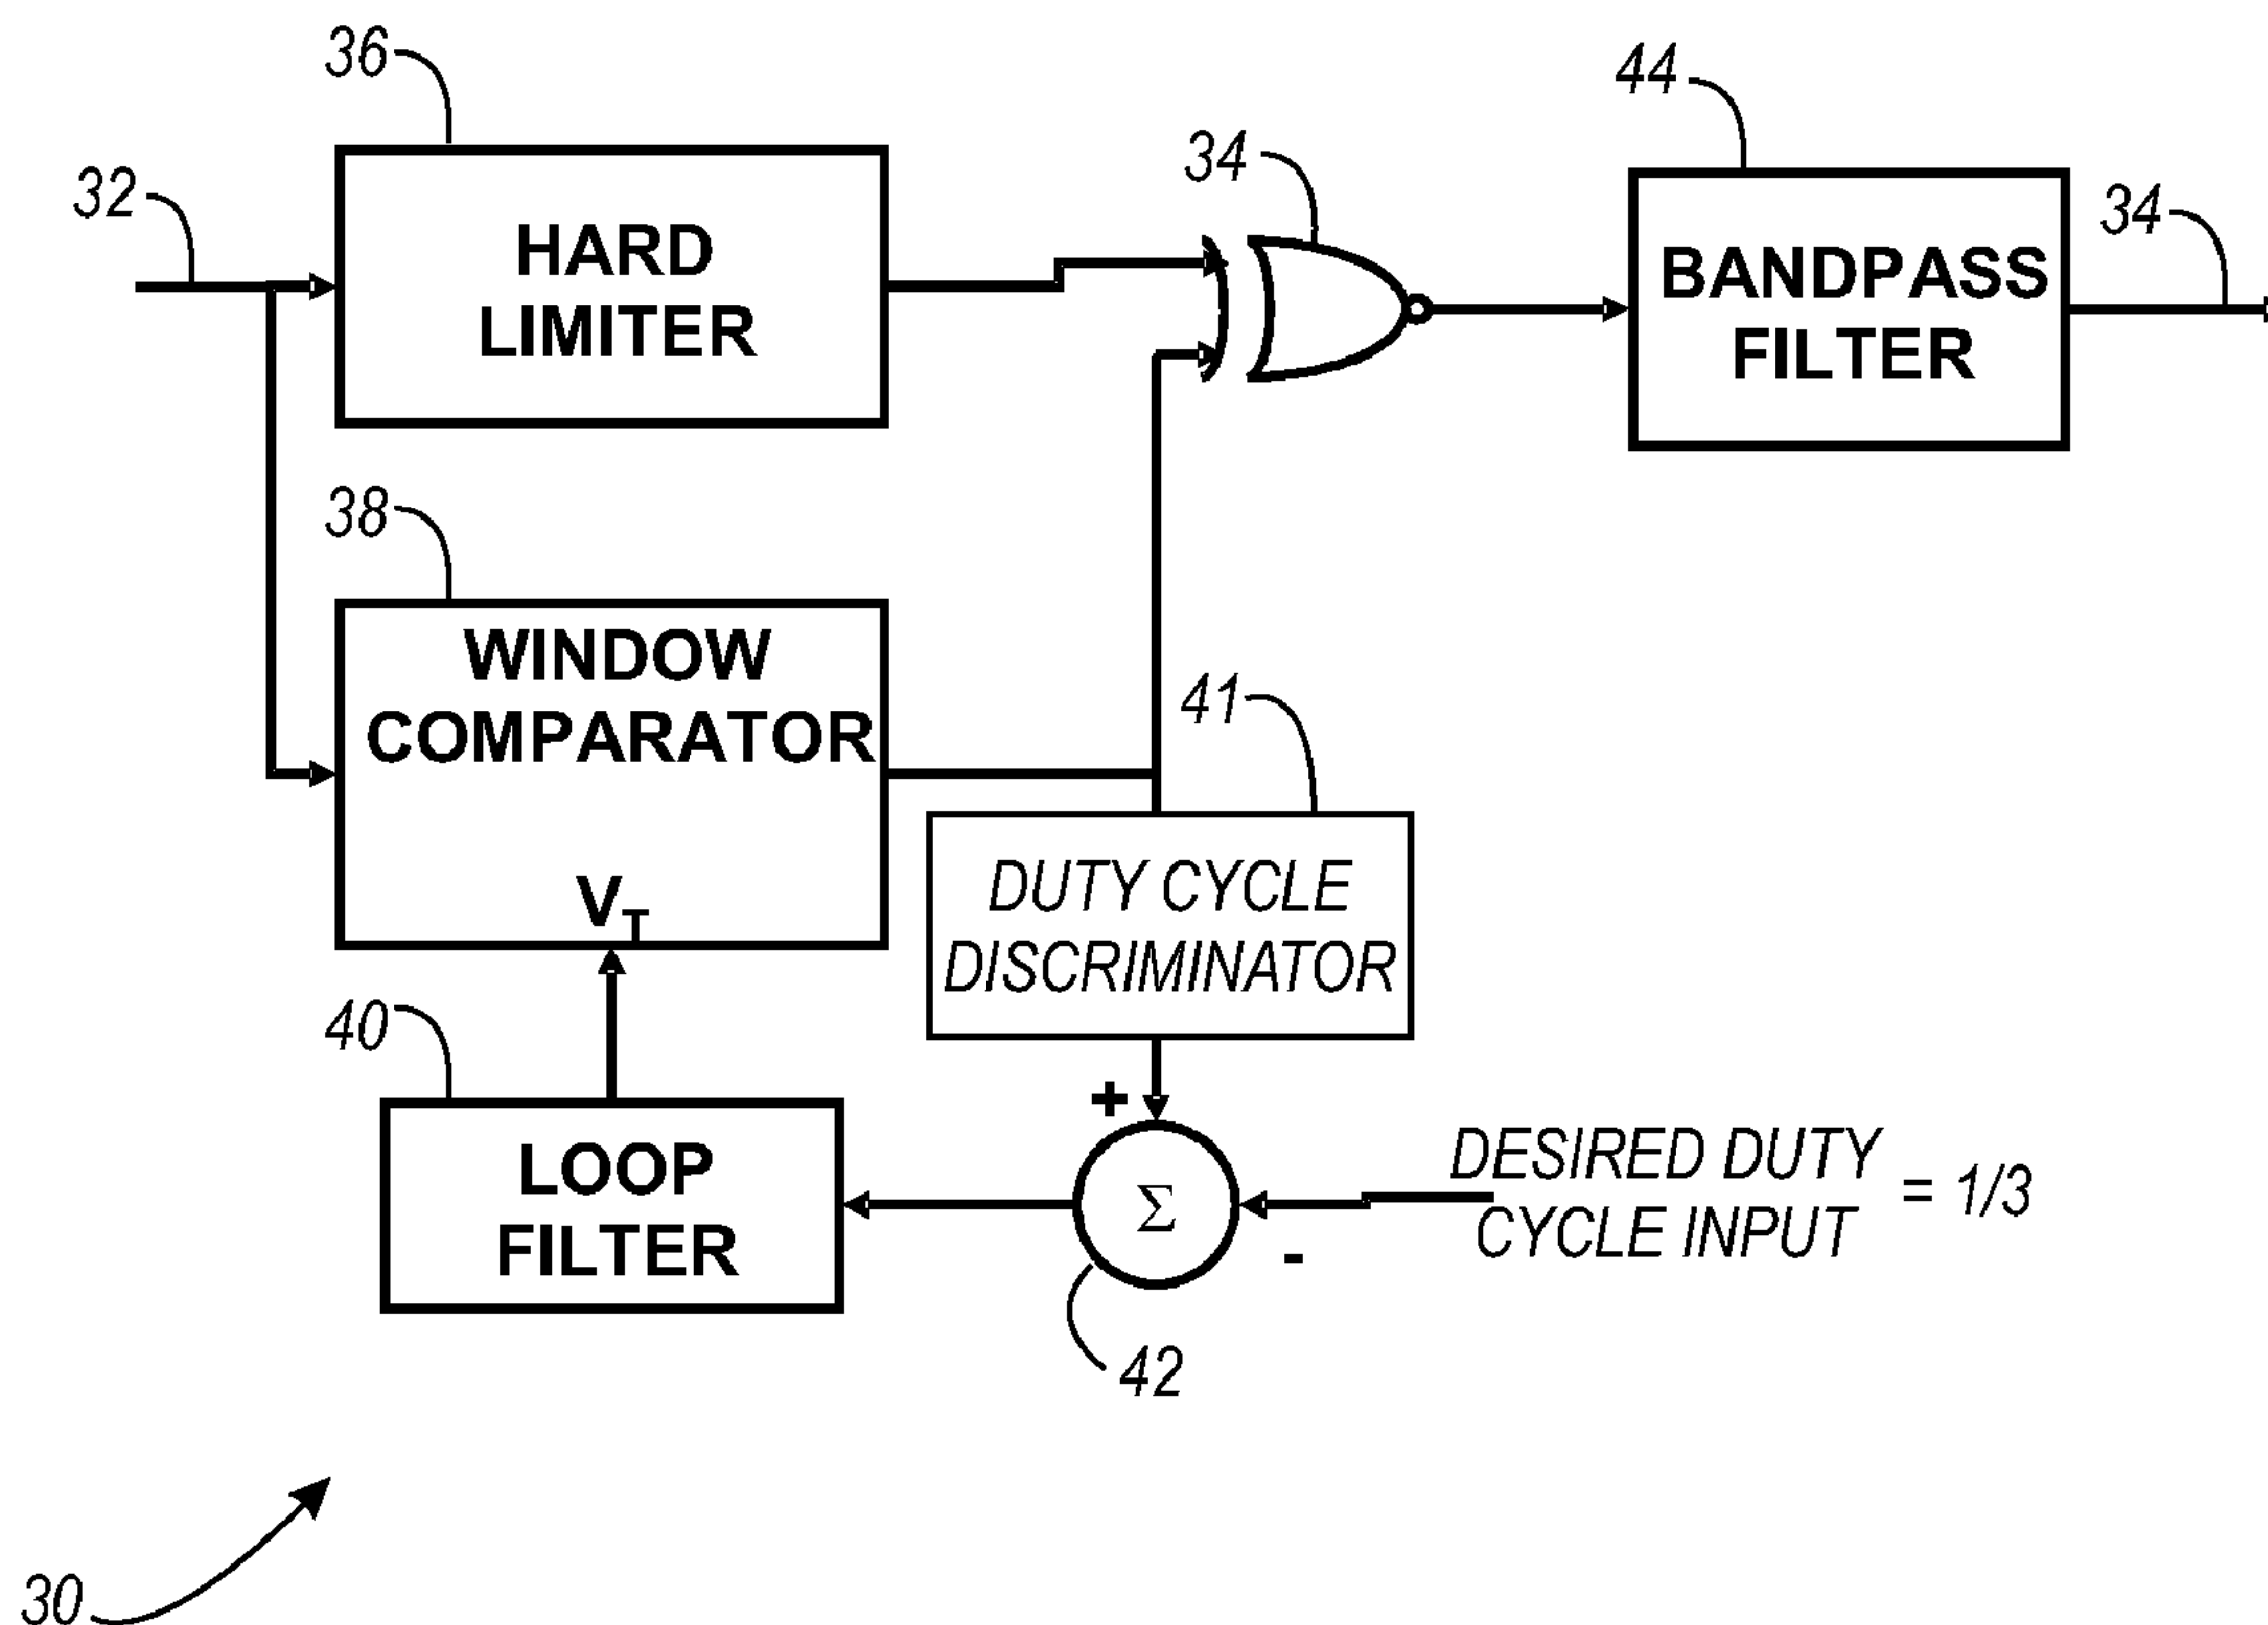 36
44
34
32
34
HARD
LIMITER
BANDPASS
FILTER
38
WINDOW
COMPARATOR
41
V_T
DUTY CYCLE
DISCRIMINATOR
40
+
LOOP
FILTER
Σ
DESIRED DUTY
CYCLE INPUT
= 1/3
-
42
30